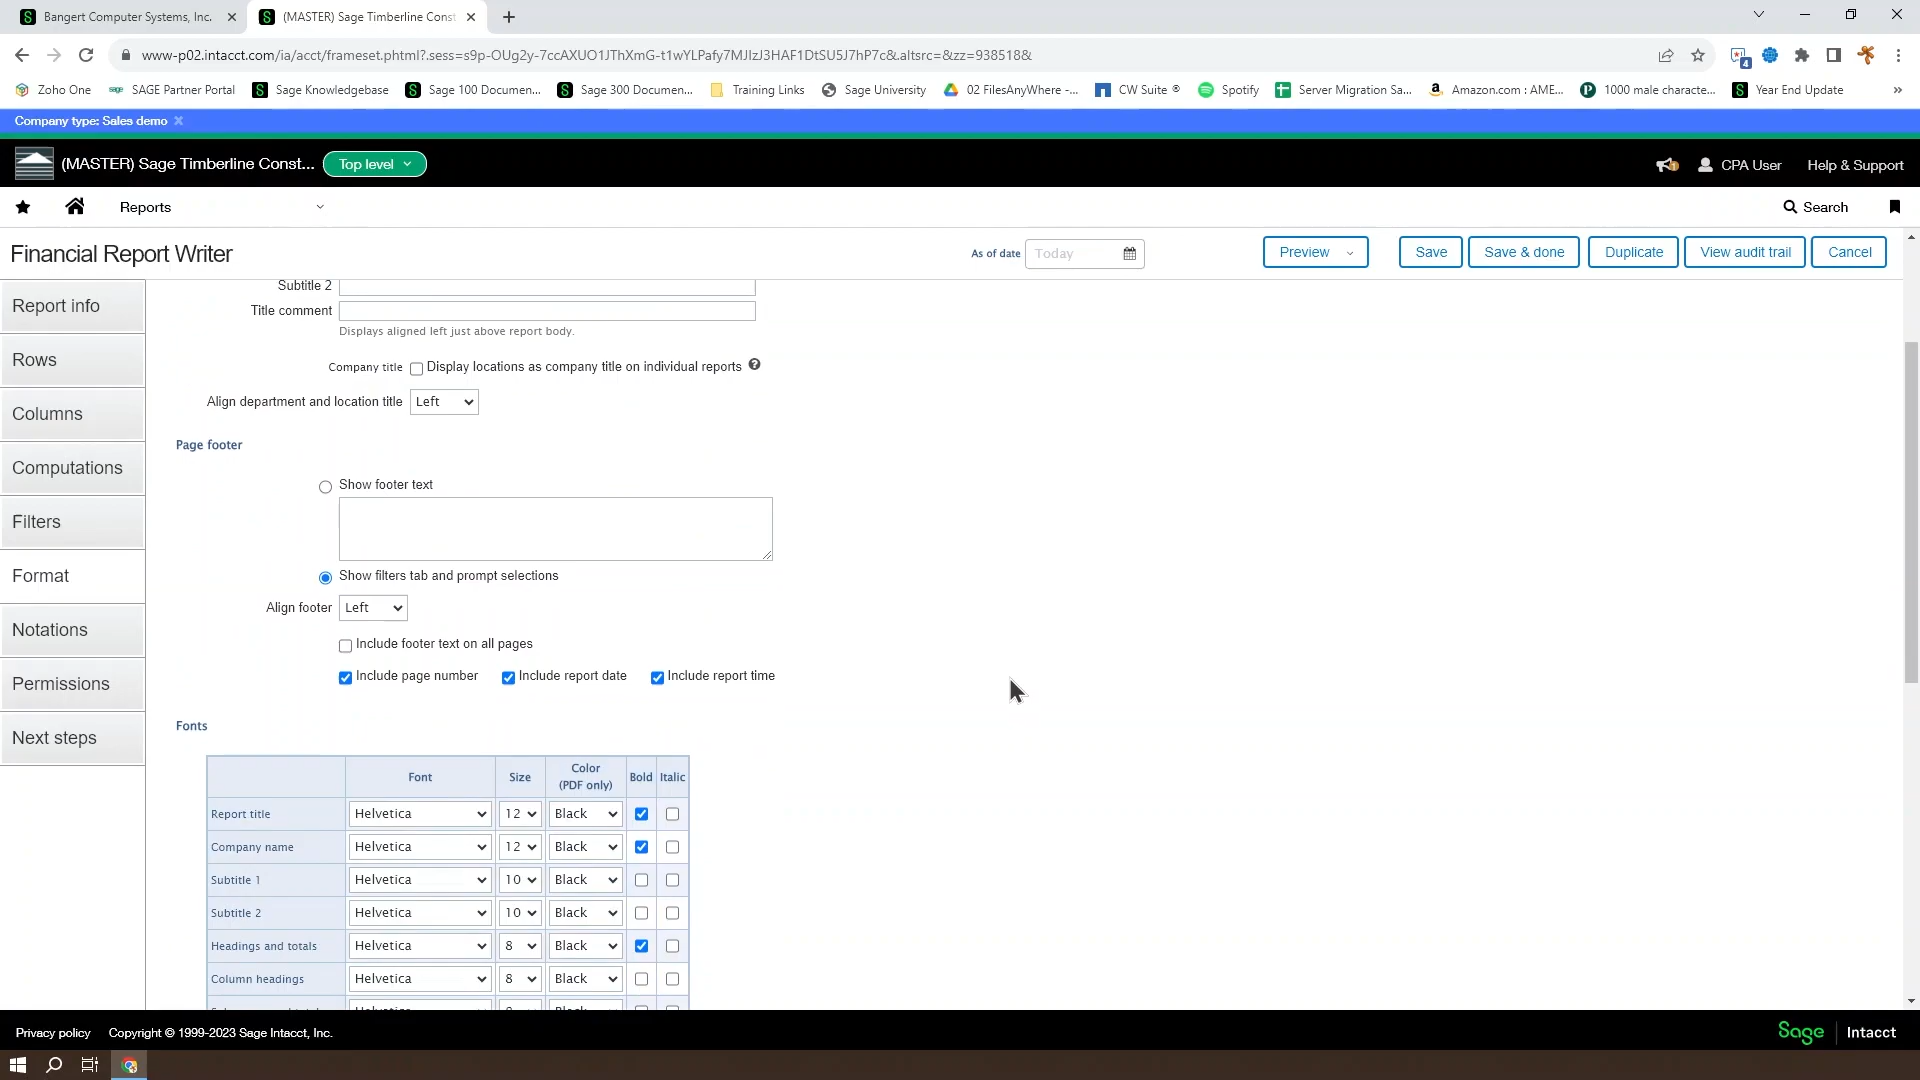 Bangert Computer Systems, Inc.
(MASTER) Sage Timberline Const
www-p02.intacct.com/ia/acct/frameset.phtml?.sess=s9p-OUg2y-7ccAXUO1JThXmG-t1wYLPafy7MJIzJ3HAF1DtSU5J7hP7c&.altsrc=&zz=938518&
4
Zoho One
SAGE Partner Portal
Sage Knowledgebase
Sage 100 Documen...
Sage 300 Documen...
Training Links
Sage University
02 FilesAnyWhere -...
CW Suite ®
Spotify
Server Migration Sa...
Amazon.com : AME...
1000 male characte...
Year End Update
»
Company type: Sales demo
(MASTER) Sage Timberline Const...
Top level
1
CPA User
Help & Support
Reports
Search
Financial Report Writer
As of date
Today
Preview
Save
Save & done
Duplicate
View audit trail
Cancel
Report info
Rows
Columns
Computations
Filters
Format
Notations
Permissions
Next steps
Subtitle 2
Title comment
Displays aligned left just above report body.
Company title
Display locations as company title on individual reports
?
Align department and location title
Left
Page footer
Show footer text
Show filters tab and prompt selections
Align footer
Left
Include footer text on all pages
Include page number
Include report date
Include report time
Fonts
Font
Size
Color
(PDF only)
Bold
Italic
Report title
Helvetica
12
Black
Company name
Helvetica
12
Black
Subtitle 1
Helvetica
10
Black
Subtitle 2
Helvetica
10
Black
Headings and totals
Helvetica
8
Black
Column headings
Helvetica
8
Black
Privacy policy
Copyright © 1999-2023 Sage Intacct, Inc.
Sage
Intacct